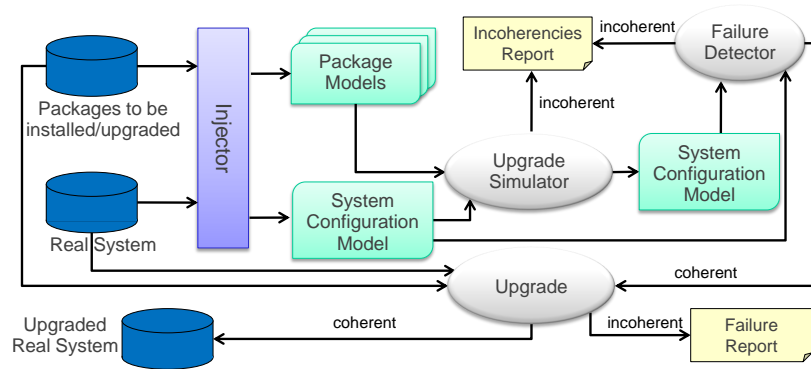 Packages to be
installed/upgraded
Real System
Injector
Package
Models
System
Configuration
Model
Incoherencies
Report
incoherent
incoherent
Failure
Detector
Upgrade
Simulator
System
Configuration
Model
Upgrade
coherent
coherent
incoherent
Upgraded
Real System
Failure
Report